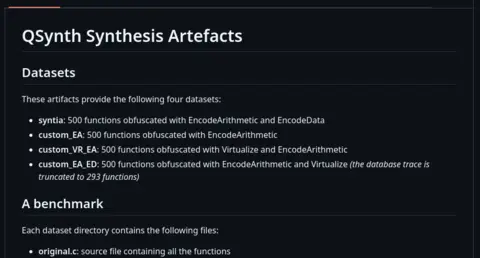 QSynth Synthesis Artefacts
Datasets
These artifacts provide the following four datasets:
• syntia: 500 functions obfuscated with EncodeArithmetic and EncodeData
• custom_EA: 500 functions obfuscated with EncodeArithmetic
• custom_VR_EA: 500 functions obfuscated with Virtualize and EncodeArithmetic
• custom_EA_ED: 500 functions obfuscated with EncodeArithmetic and Virtualize (the database trace is
truncated to 293 functions)
A benchmark
Each dataset directory contains the following files:
• original.c: source file containing all the functions